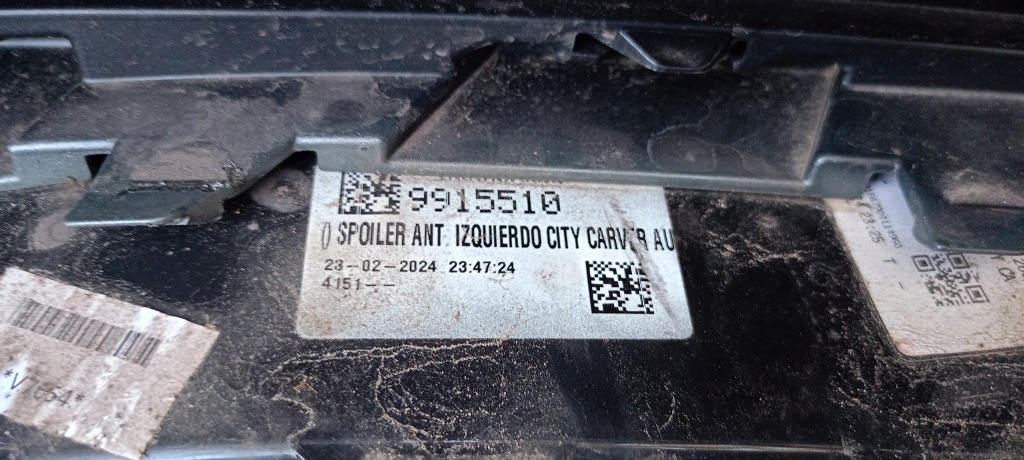 9915510
() SPOILER ANT. IZQUIERDO CITY CARVER AU
23-02-2024 23:47:24
4151--